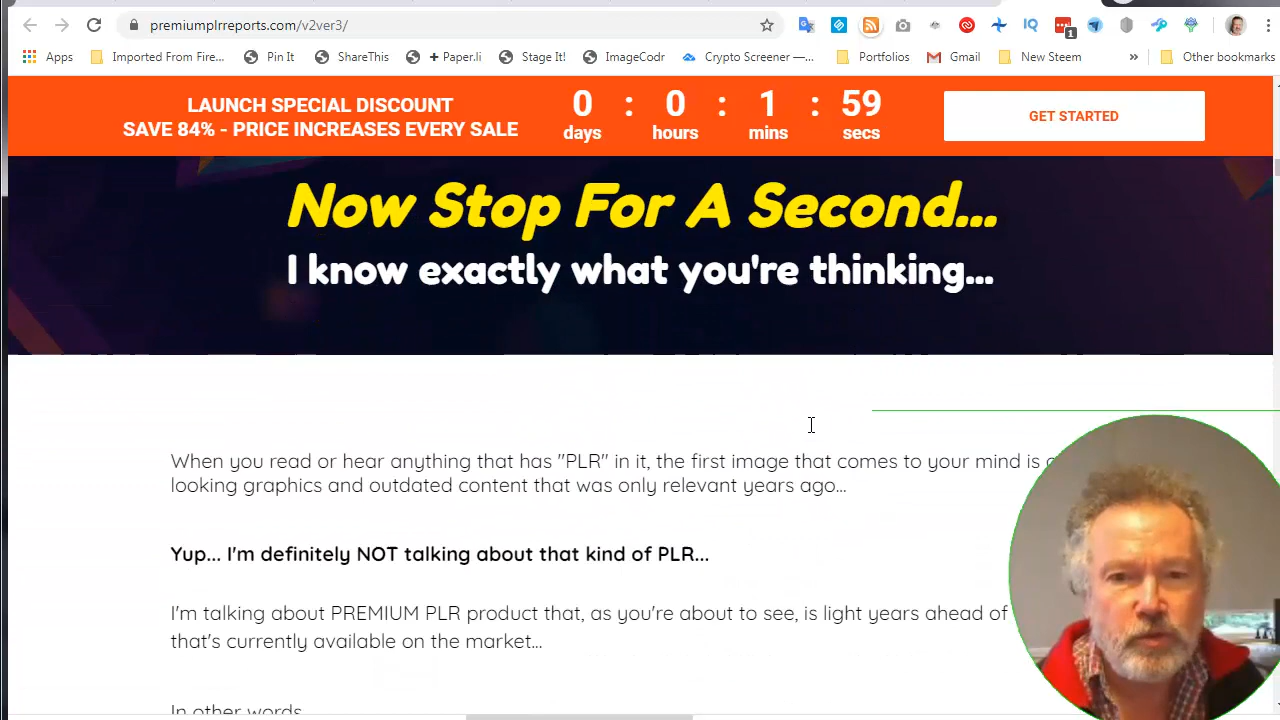 premiumplrreports.com/v2ver3/
1
Apps Imported From Fire... Pin It ShareThis + Paper.li Stage It! ImageCodr Crypto Screener —... Portfolios Gmail New Steem » Other bookmarks
LAUNCH SPECIAL DISCOUNT
SAVE 84% - PRICE INCREASES EVERY SALE
0 : 0 : 1 : 59
days hours mins secs
GET STARTED
Now Stop For A Second...
I know exactly what you're thinking...
When you read or hear anything that has "PLR" in it, the first image that comes to your mind is
looking graphics and outdated content that was only relevant years ago...
Yup... I'm definitely NOT talking about that kind of PLR...
I'm talking about PREMIUM PLR product that, as you're about to see, is light years ahead of
that's currently available on the market...
In other words